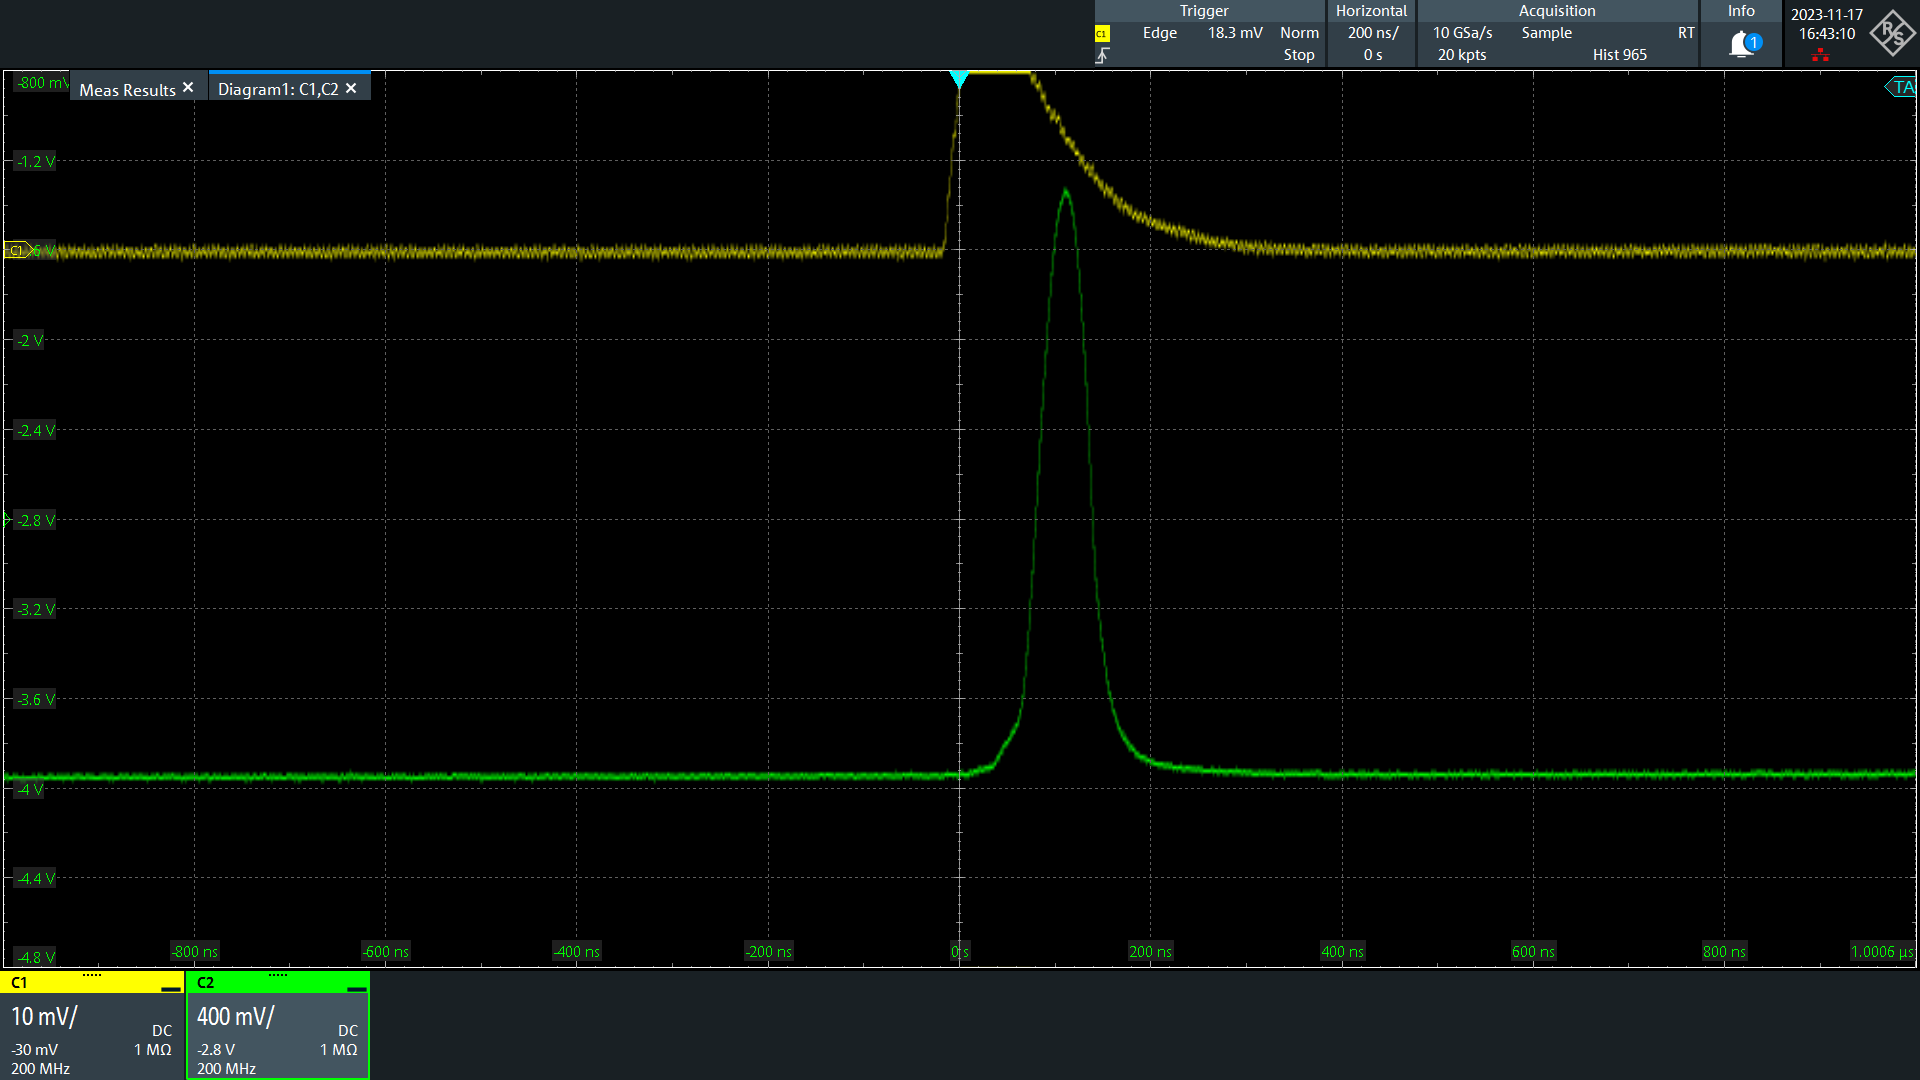 Trigger
C1 Edge 18.3 mV Norm
Stop
Horizontal
200 ns/
0 s
Acquisition
10 GSa/s Sample RT
20 kpts Hist 965
Info
1
2023-11-17
16:43:10
R S
-800 mV
Meas Results ✕
Diagram1: C1,C2 ✕
TA
-1.2 V
C1 6 V
-2 V
-2.4 V
-2.8 V
-3.2 V
-3.6 V
-4 V
-4.4 V
-4.8 V
-800 ns -600 ns -400 ns -200 ns 0 s 200 ns 400 ns 600 ns 800 ns 1.0006 µs
C1
10 mV/
DC
-30 mV 1 MΩ
200 MHz
C2
400 mV/
DC
-2.8 V 1 MΩ
200 MHz